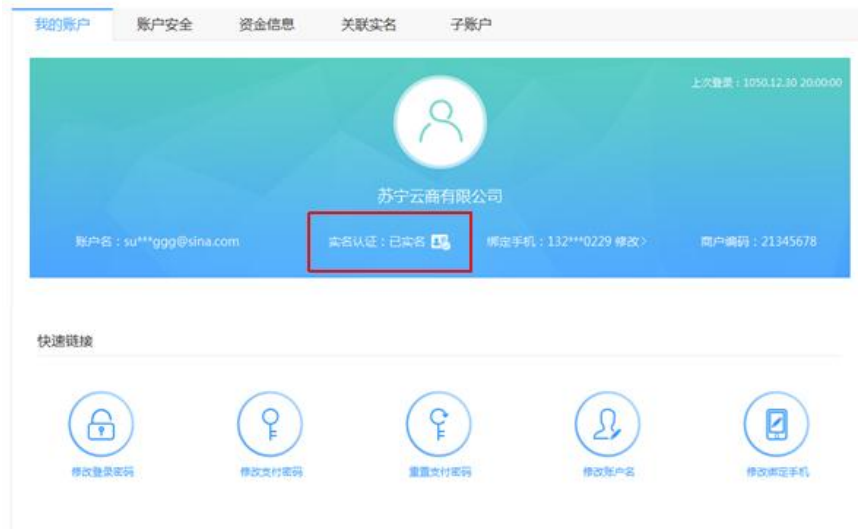 我的账户 账户安全 资金信息 关联实名 子账户
上次登录：1050.12.30 20:00:00
苏宁云商有限公司
账户名：su***ggg@sina.com 实名认证：已实名 绑定手机：132***0229 修改> 商户编码：21345678
快速链接
修改登录密码 修改支付密码 重置支付密码 修改账户名 修改绑定手机